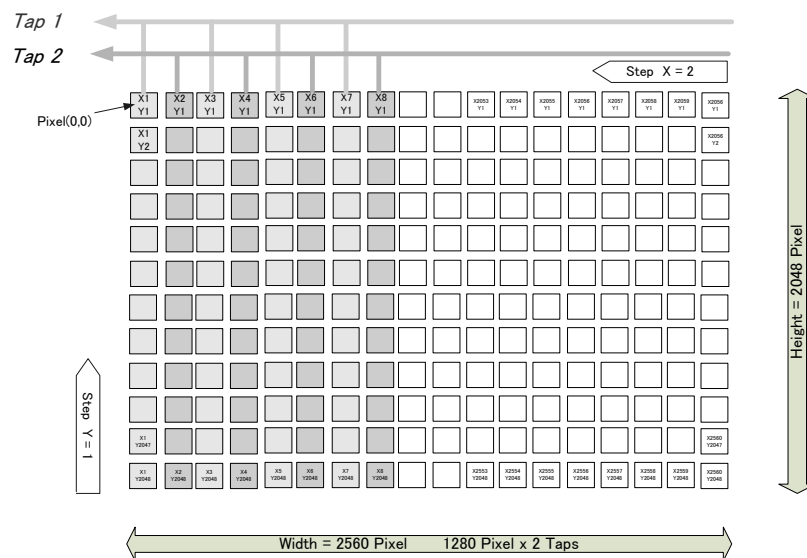 Tap 1
Tap 2
Step X = 2
X1 X2 X3 X4 X5 X6 X7 X8 X2053 X2054 X2055 X2056 X2057 X2058 X2059 X2056
Y1 Y1 Y1 Y1 Y1 Y1 Y1 Y1 Y1 Y1 Y1 Y1 Y1 Y1 Y1 Y1
Pixel(0,0)
X1 X2056
Y2 Y2
Height = 2048 Pixel
Step Y = 1
X1 X2560
Y2047 Y2047
X1 X2 X3 X4 X5 X6 X7 X8 X2553 X2554 X2555 X2556 X2557 X2558 X2559 X2560
Y2048 Y2048 Y2048 Y2048 Y2048 Y2048 Y2048 Y2048 Y2048 Y2048 Y2048 Y2048 Y2048 Y2048 Y2048 Y2048
Width = 2560 Pixel 1280 Pixel x 2 Taps